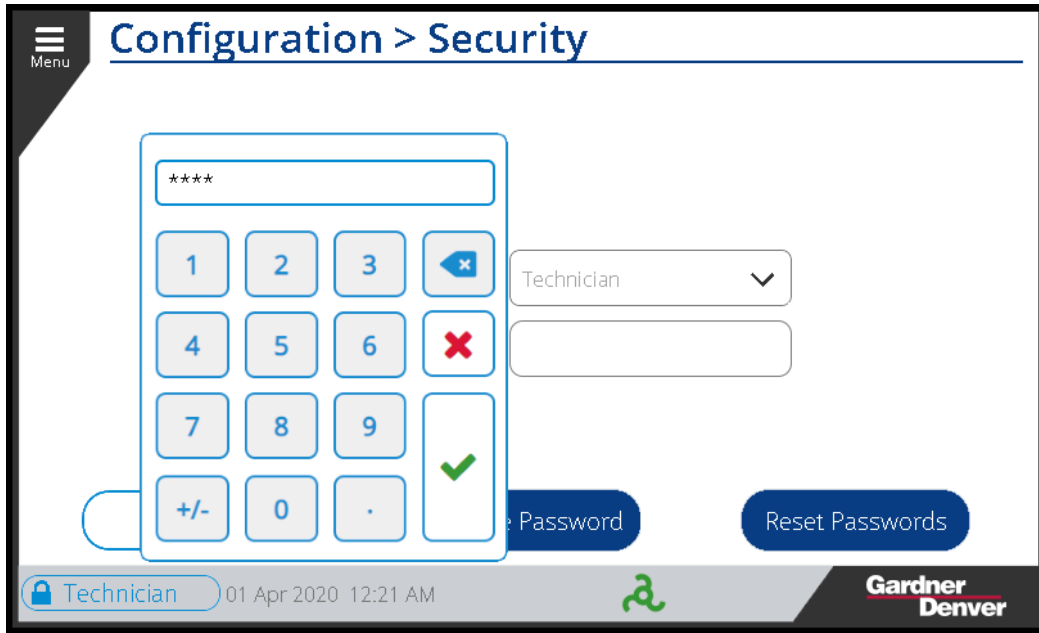 Configuration > Security
Menu
****
1 2 3
Technician
4 5 6
7 8 9
+/- 0 .
Password
Reset Passwords
Technician
01 Apr 2020 12:21 AM
Gardner
Denver